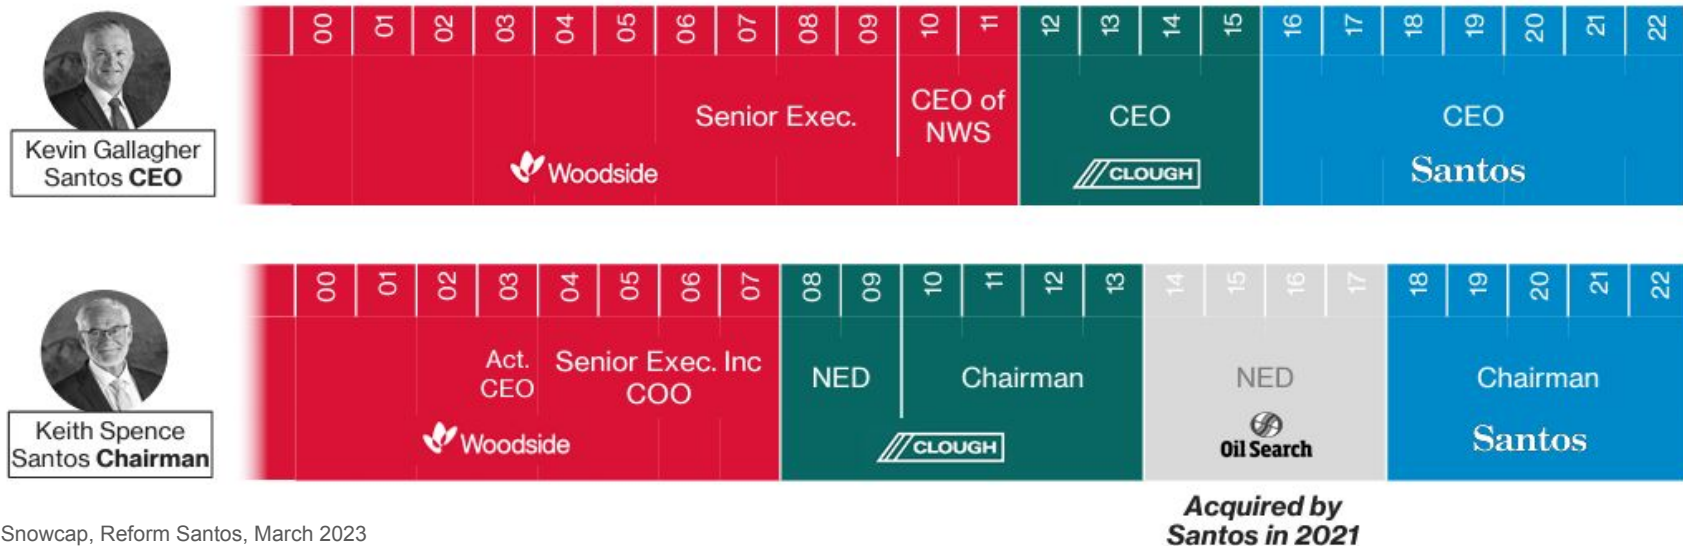 00 01 02 03 04 05 06 07 08 09 10 11 12 13 14 15 16 17 18 19 20 21 22
Kevin Gallagher
Santos CEO
Senior Exec.
CEO of
NWS
CEO
CEO
Woodside
CLOUGH
Santos
00 01 02 03 04 05 06 07 08 09 10 11 12 13 14 15 16 17 18 19 20 21 22
Keith Spence
Santos Chairman
Act.
CEO
Senior Exec. Inc
COO
NED
Chairman
NED
Chairman
Woodside
CLOUGH
Oil Search
Santos
Acquired by
Santos in 2021
Snowcap, Reform Santos, March 2023